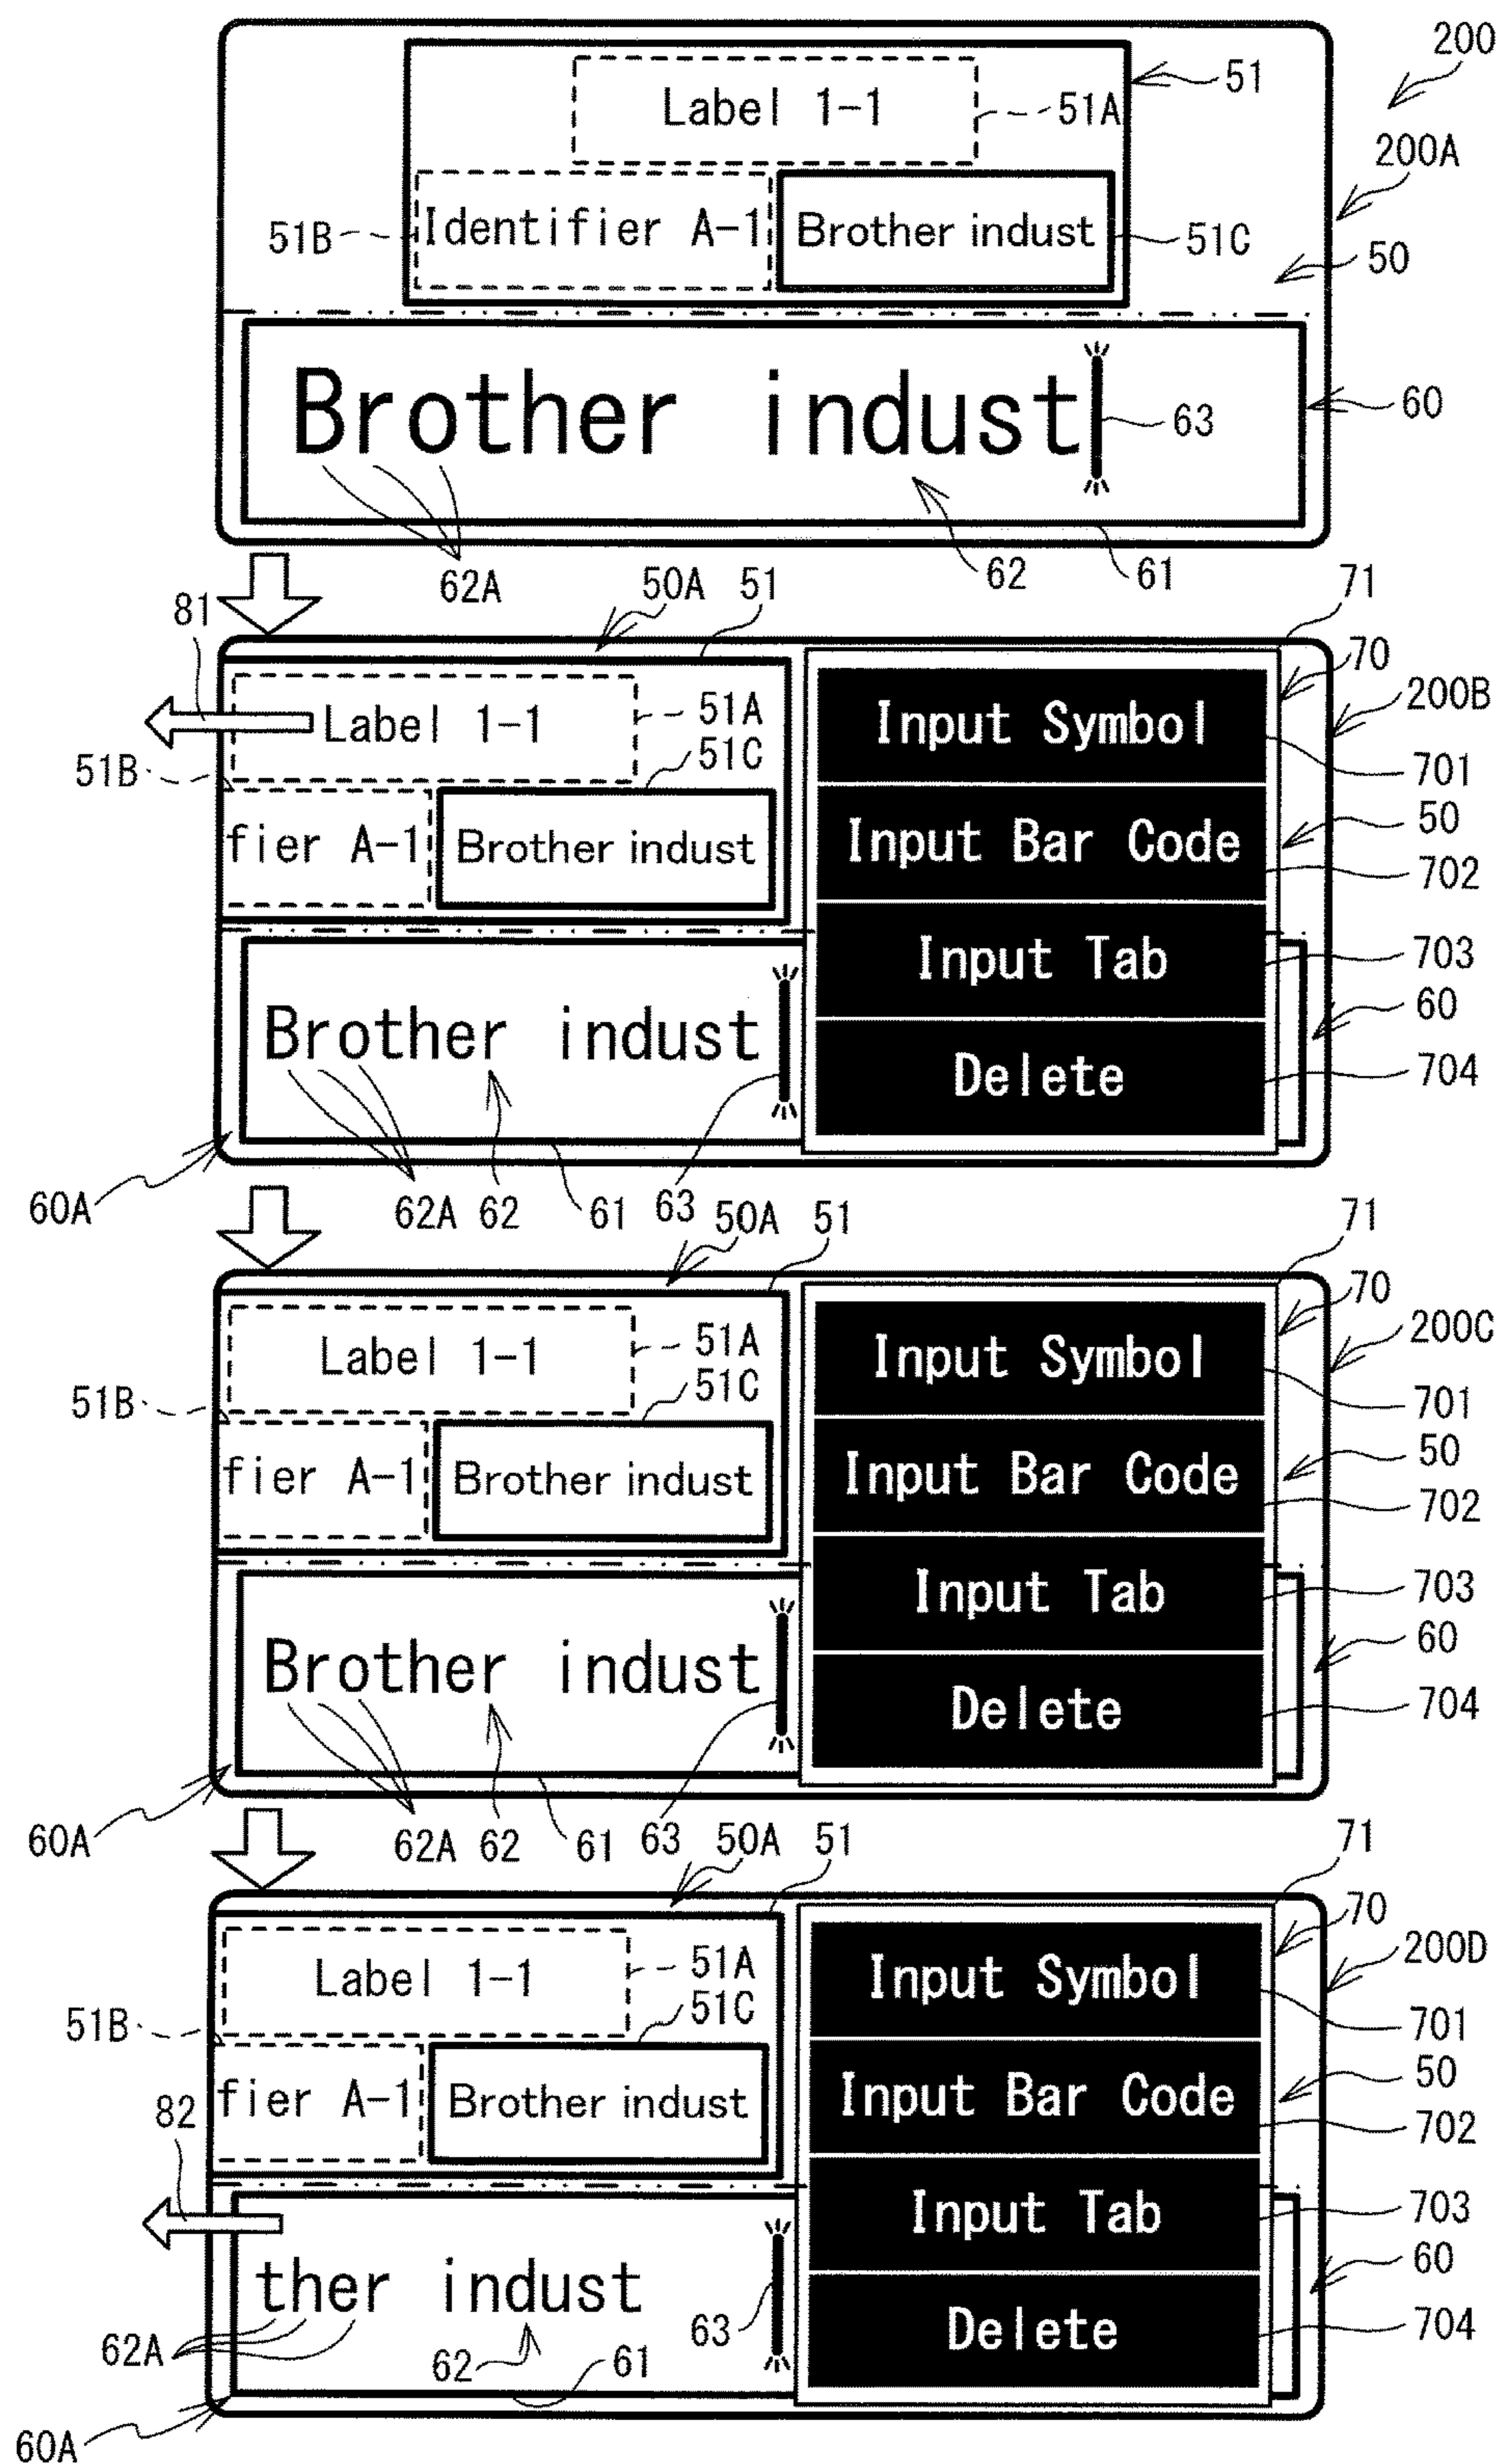 200
51
Label 1-1
51A
200A
Identifier A-1
Brother indust
51B
51C
50
Brother indust
63
60
62A
62
61
81
50A
51
71
70
Label 1-1
51A
Input Symbol
200B
51B
51C
701
fier A-1
Brother indust
Input Bar Code
50
702
Input Tab
703
60
Brother indust
Delete
704
60A
62A
62
61
63
50A
51
71
70
Label 1-1
51A
Input Symbol
200C
51B
51C
701
fier A-1
Brother indust
Input Bar Code
50
702
Input Tab
703
60
Brother indust
Delete
704
60A
62A
62
61
63
50A
51
71
70
Label 1-1
51A
Input Symbol
200D
51B
51C
701
82
fier A-1
Brother indust
Input Bar Code
50
702
Input Tab
703
60
ther indust
Delete
704
62A
62
61
63
60A